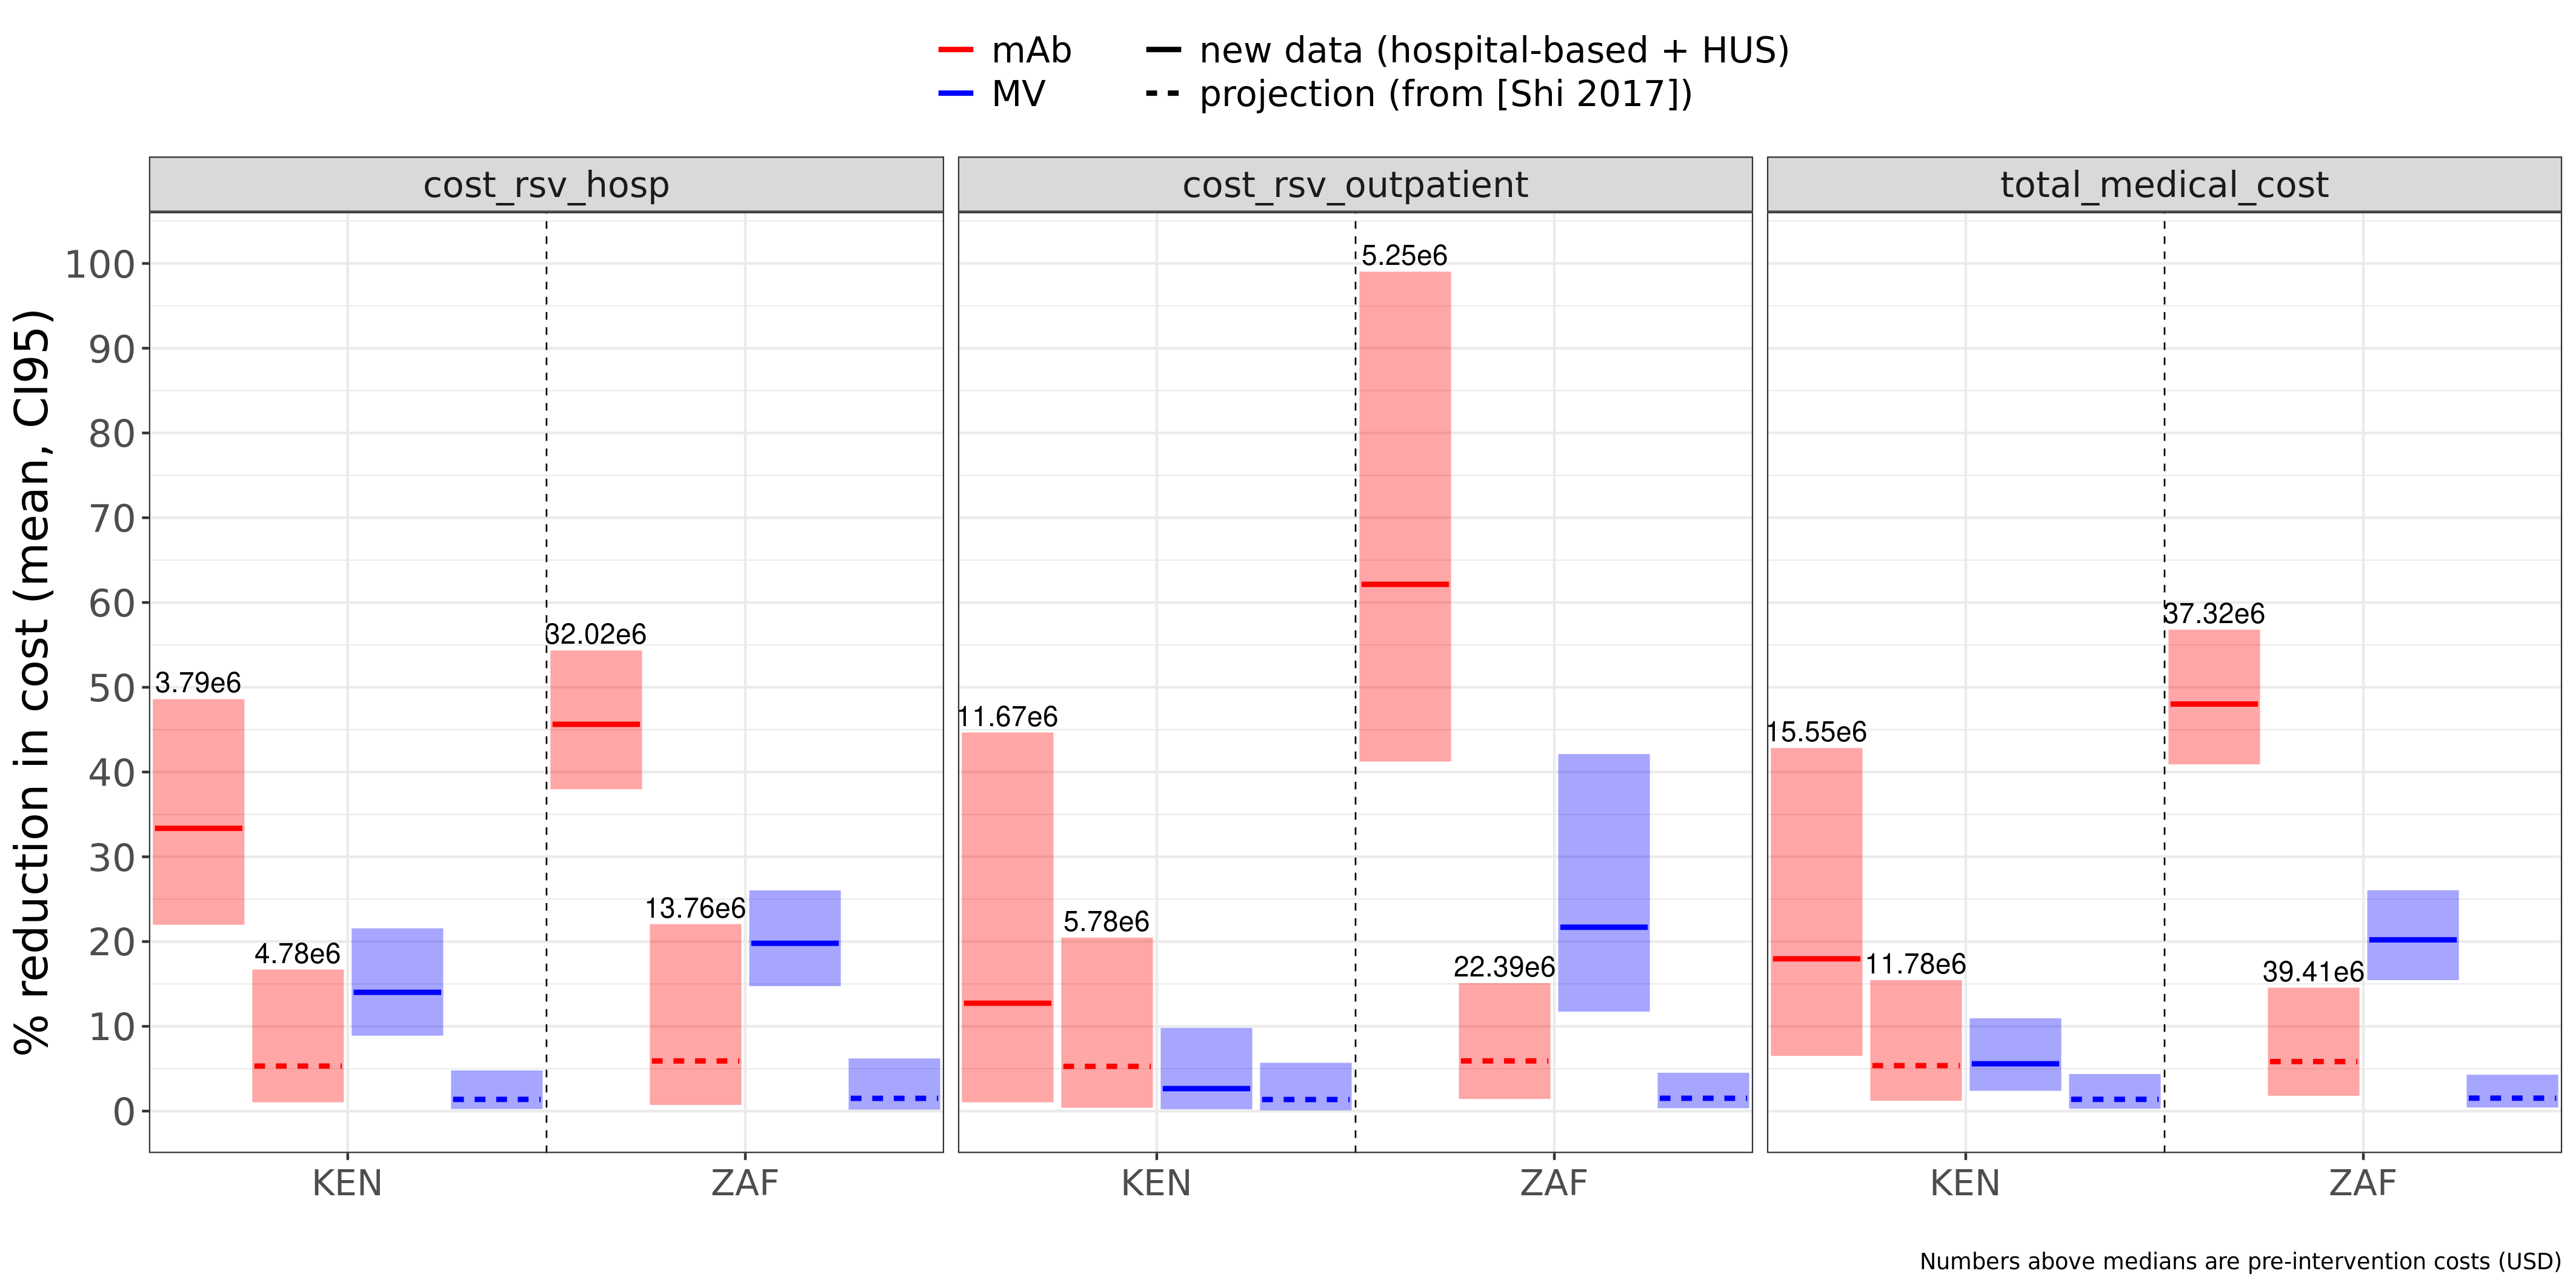 mAb
new data (hospital-based + HUS)
MV
projection (from [Shi 2017])
cost_rsv_hosp
cost_rsv_outpatient
total_medical_cost
% reduction in cost (mean, CI95)
100
90
80
70
60
50
40
30
20
10
0
3.79e6
4.78e6
32.02e6
13.76e6
11.67e6
5.78e6
5.25e6
22.39e6
15.55e6
11.78e6
37.32e6
39.41e6
KEN
ZAF
KEN
ZAF
KEN
ZAF
Numbers above medians are pre-intervention costs (USD)